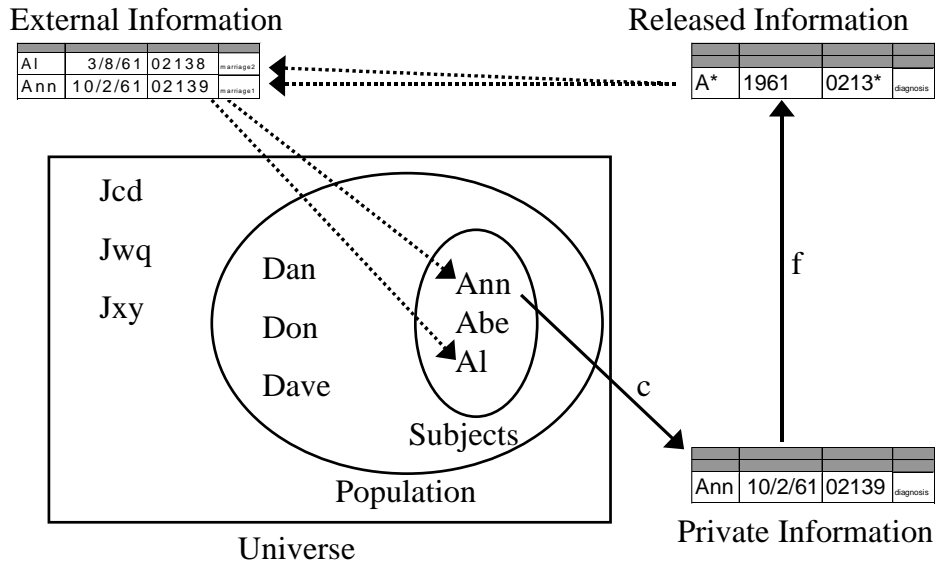 External Information
Released Information
Al 3/8/61 02138 marriage2
Ann 10/2/61 02139 marriage1
A* 1961 0213* diagnosis
Jcd
Jwq
Jxy
Dan
Don
Dave
Ann
Abe
Al
Subjects
Population
Universe
c
f
Ann 10/2/61 02139 diagnosis
Private Information